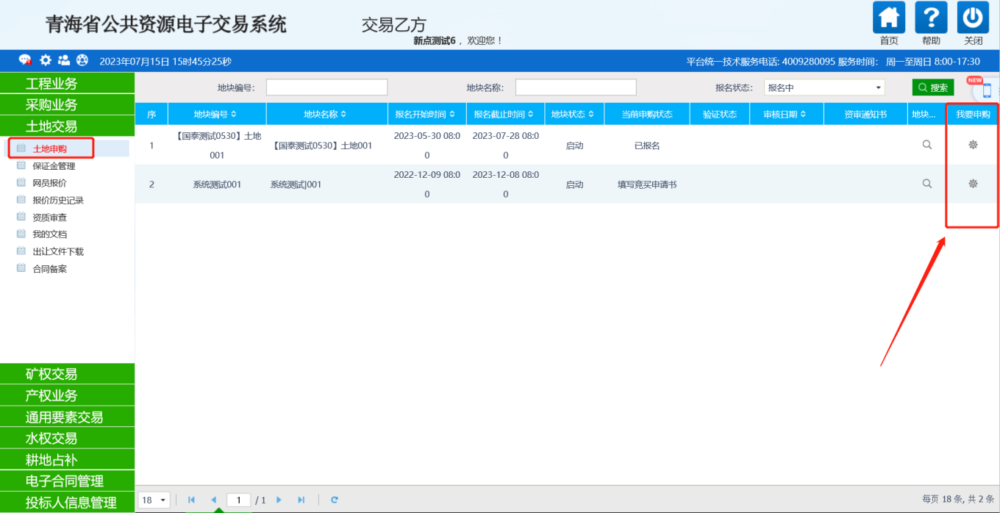 青海省公共资源电子交易系统
交易乙方
新点测试6 ，欢迎您！
首页 帮助 关闭
2023年07月15日 15时45分25秒
平台统一技术服务电话: 4009280095 服务时间： 周一至周日 8:00-17:30
工程业务
采购业务
土地交易
土地申购
保证金管理
网员报价
报价历史记录
资质审查
我的文档
出让文件下载
合同备案
矿权交易
产权业务
通用要素交易
水权交易
耕地占补
电子合同管理
投标人信息管理
地块编号： 地块名称： 报名状态： 报名中 搜索 NEW
序 地块编号 地块名称 报名开始时间 报名截止时间 地块状态 当前申购状态 验证状态 审核日期 资审通知书 地块... 我要申购
1 【国泰测试0530】土地001 【国泰测试0530】土地001 2023-05-30 08:00 2023-07-28 08:00 启动 已报名
2 系统测试001 系统测试]001 2022-12-09 08:00 2023-12-08 08:00 启动 填写竞买申请书
18 1 / 1 每页 18 条, 共 2 条